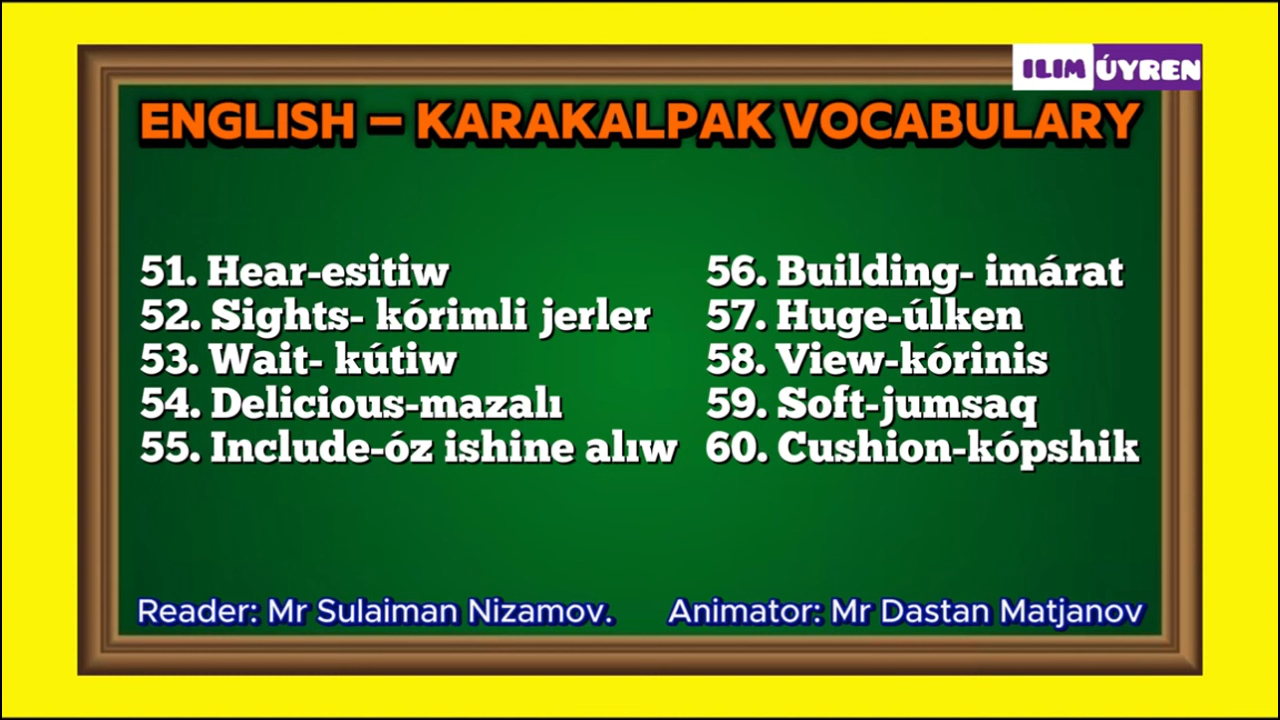 ILIM ÚYREN
ENGLISH – KARAKALPAK VOCABULARY
51. Hear-esitiw
52. Sights- kórimli jerler
53. Wait- kútiw
54. Delicious-mazalı
55. Include-óz ishine alıw
56. Building- imárat
57. Huge-úlken
58. View-kórinis
59. Soft-jumsaq
60. Cushion-kópshik
Reader: Mr Sulaiman Nizamov.
Animator: Mr Dastan Matjanov